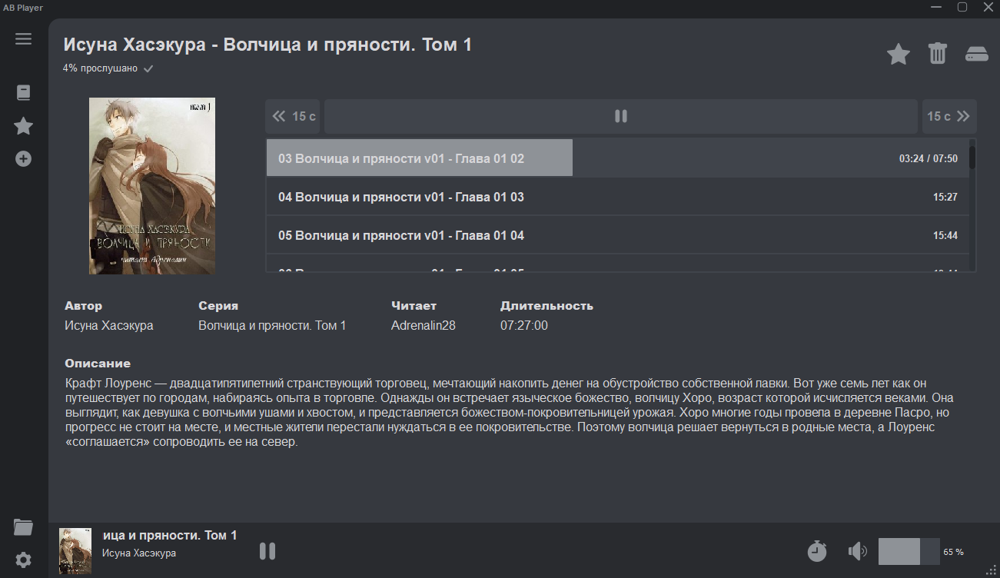 AB Player
Исуна Хасэкура - Волчица и пряности. Том 1
4% прослушано
ИСУНА ХАСЭКУРА
ВОЛЧИЦА И ПРЯНОСТИ
читает Адреналин
15 с
15 с
03 Волчица и пряности v01 - Глава 01 02
03:24 / 07:50
04 Волчица и пряности v01 - Глава 01 03
15:27
05 Волчица и пряности v01 - Глава 01 04
15:44
Автор
Серия
Читает
Длительность
Исуна Хасэкура
Волчица и пряности. Том 1
Adrenalin28
07:27:00
Описание
Крафт Лоуренс — двадцатипятилетний странствующий торговец, мечтающий накопить денег на обустройство собственной лавки. Вот уже семь лет как он
путешествует по городам, набираясь опыта в торговле. Однажды он встречает языческое божество, волчицу Хоро, возраст которой исчисляется веками. Она
выглядит, как девушка с волчьими ушами и хвостом, и представляется божеством-покровительницей урожая. Хоро многие годы провела в деревне Пасро, но
прогресс не стоит на месте, и местные жители перестали нуждаться в ее покровительстве. Поэтому волчица решает вернуться в родные места, а Лоуренс
«соглашается» сопроводить ее на север.
ица и пряности. Том 1
Исуна Хасэкура
65 %